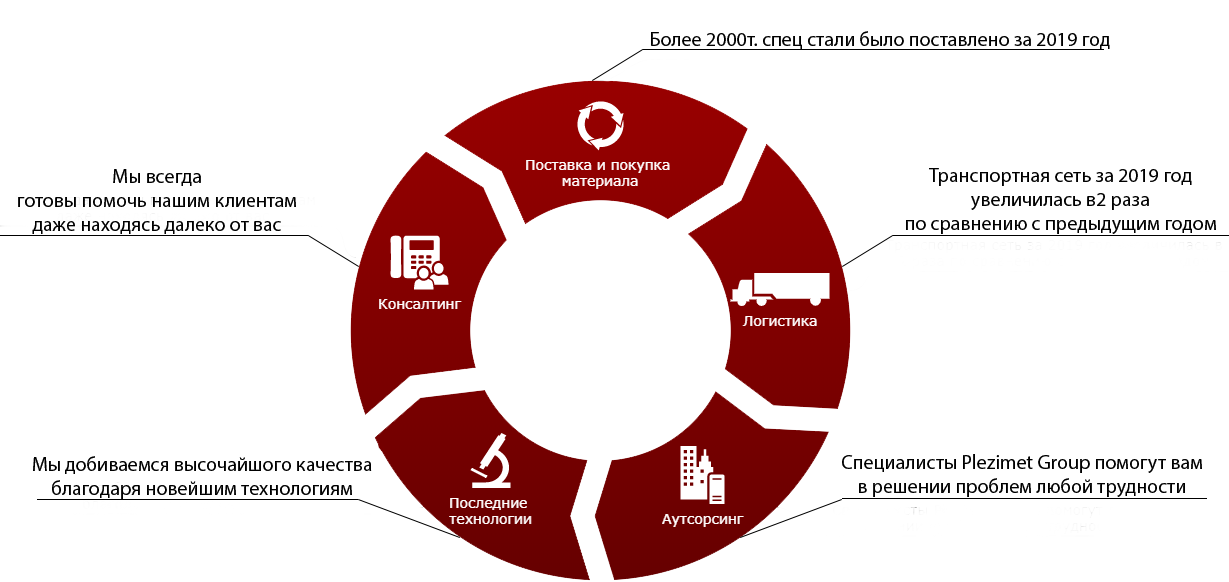 Более 2000т. спец стали было поставлено за 2019 год
Поставка и покупка
материала
Мы всегда
готовы помочь нашим клиентам
даже находясь далеко от вас
Транспортная сеть за 2019 год
увеличилась в2 раза
по сравнению с предыдущим годом
Консалтинг
Логистика
Мы добиваемся высочайшого качества
благодаря новейшим технологиям
Последние
технологии
Аутсорсинг
Специалисты Plezimet Group помогут вам
в решении проблем любой трудности